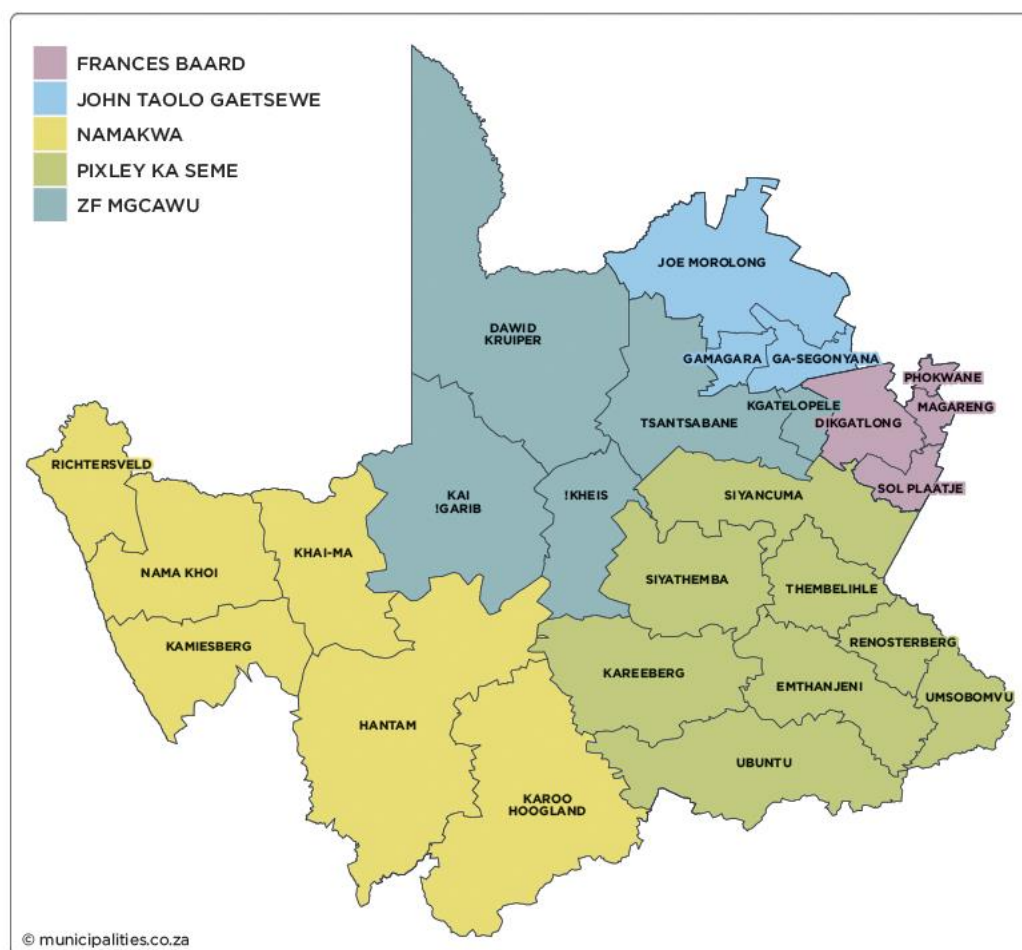 FRANCES BAARD
JOHN TAOLO GAETSEWE
NAMAKWA
PIXLEY KA SEME
ZF MGCAWU
JOE MOROLONG
DAWID
KRUIPER
GAMAGARA
GA-SEGONYANA
PHOKWANE
KGATELOPELE
MAGARENG
TSANTSABANE
DIKGATLONG
RICHTERSVELD
KAI
!GARIB
!KHEIS
SIYANCUMA
SOL PLAATJE
KHAI-MA
NAMA KHOI
SIYATHEMBA
THEMBELIHLE
KAMIESBERG
RENOSTERBERG
KAREEBERG
EMTHANJENI
UMSOBOMVU
HANTAM
UBUNTU
KAROO
HOOGLAND
© municipalities.co.za